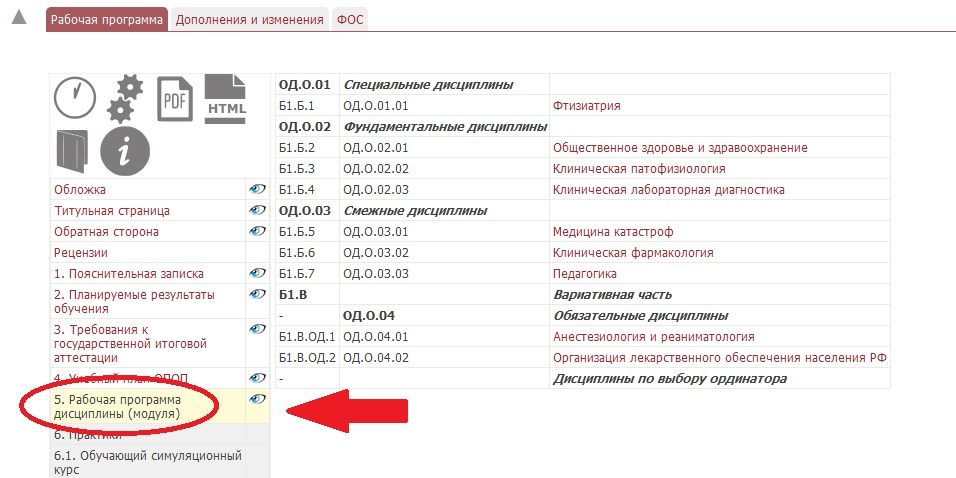 Рабочая программа Дополнения и изменения ФОС
PDF HTML
Обложка
Титульная страница
Обратная сторона
Рецензии
1. Пояснительная записка
2. Планируемые результаты
обучения
3. Требования к
государственной итоговой
аттестации
4. Учебный план ОПОП
5. Рабочая программа
дисциплины (модуля)
6. Практики
6.1. Обучающий симуляционный
курс
ОД.О.01 Специальные дисциплины
Б1.Б.1 ОД.О.01.01 Фтизиатрия
ОД.О.02 Фундаментальные дисциплины
Б1.Б.2 ОД.О.02.01 Общественное здоровье и здравоохранение
Б1.Б.3 ОД.О.02.02 Клиническая патофизиология
Б1.Б.4 ОД.О.02.03 Клиническая лабораторная диагностика
ОД.О.03 Смежные дисциплины
Б1.Б.5 ОД.О.03.01 Медицина катастроф
Б1.Б.6 ОД.О.03.02 Клиническая фармакология
Б1.Б.7 ОД.О.03.03 Педагогика
Б1.В Вариативная часть
- ОД.О.04 Обязательные дисциплины
Б1.В.ОД.1 ОД.О.04.01 Анестезиология и реаниматология
Б1.В.ОД.2 ОД.О.04.02 Организация лекарственного обеспечения населения РФ
- Дисциплины по выбору ординатора